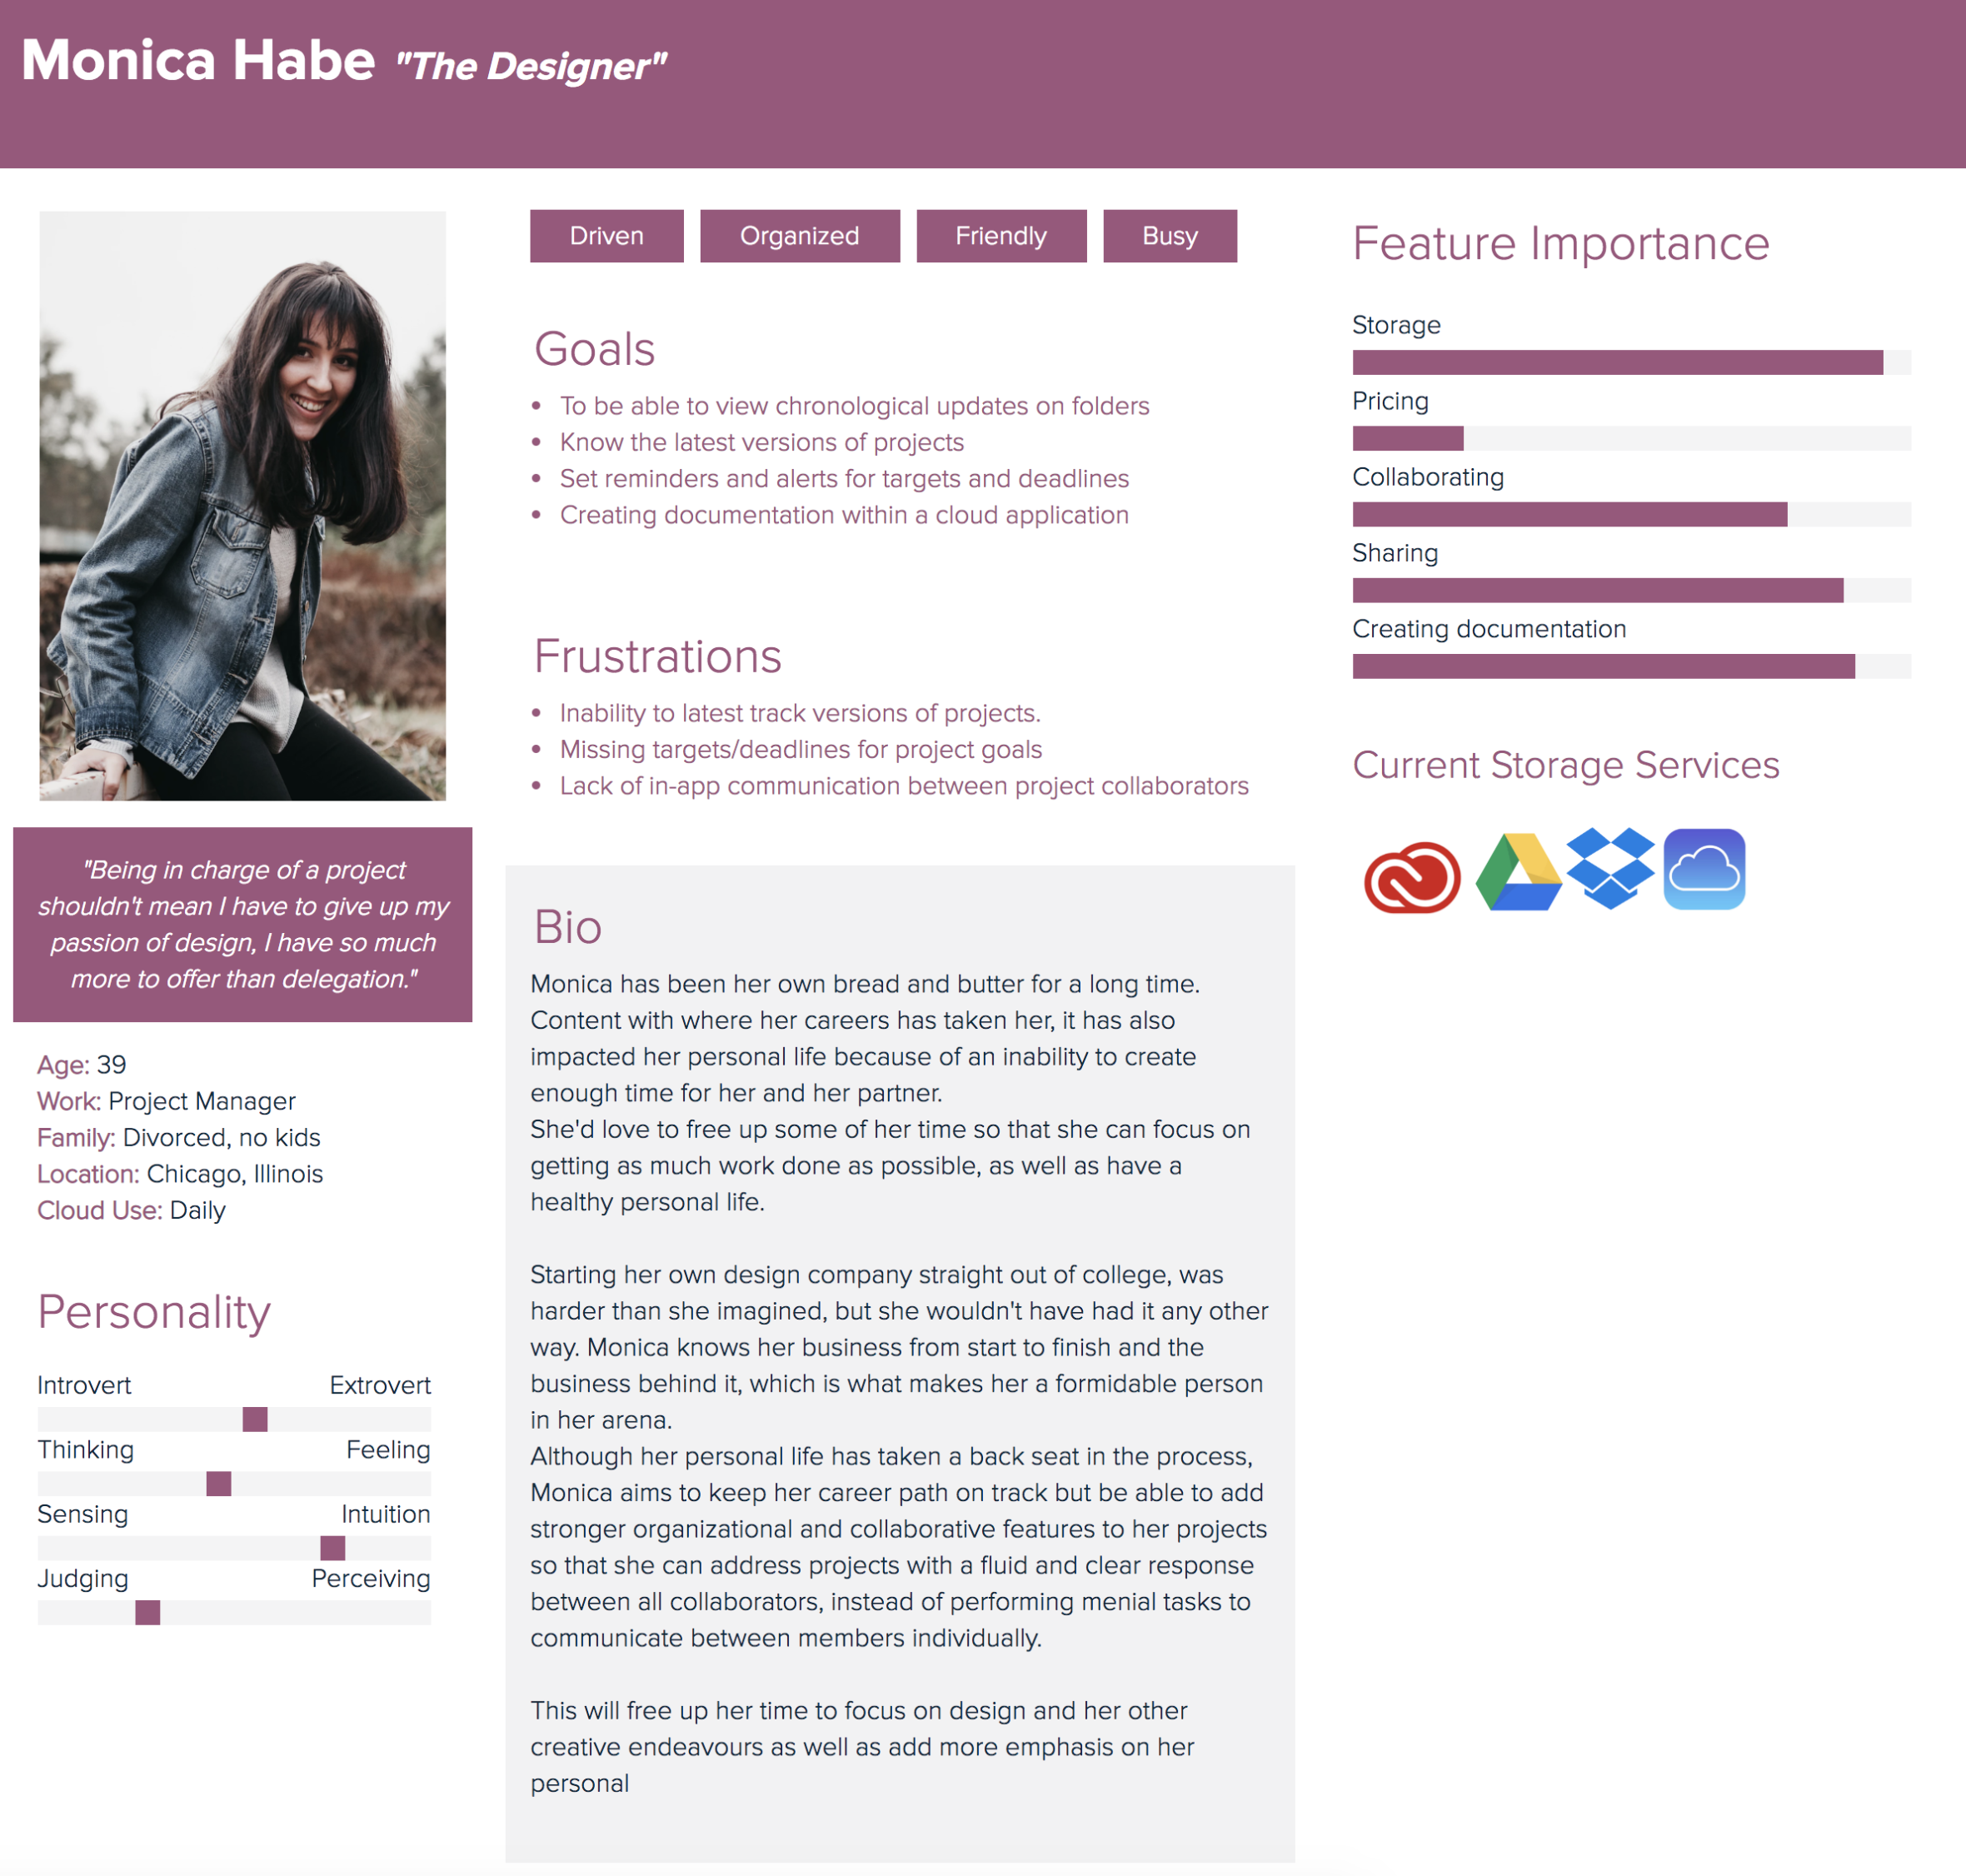 Monica Habe "The Designer"
Driven
Organized
Friendly
Busy
Goals
• To be able to view chronological updates on folders
• Know the latest versions of projects
• Set reminders and alerts for targets and deadlines
• Creating documentation within a cloud application
Frustrations
• Inability to latest track versions of projects.
• Missing targets/deadlines for project goals
• Lack of in-app communication between project collaborators
Feature Importance
Storage
Pricing
Collaborating
Sharing
Creating documentation
Current Storage Services
"Being in charge of a project
shouldn't mean I have to give up my
passion of design, I have so much
more to offer than delegation."
Age: 39
Work: Project Manager
Family: Divorced, no kids
Location: Chicago, Illinois
Cloud Use: Daily
Personality
Introvert Extrovert
Thinking Feeling
Sensing Intuition
Judging Perceiving
Bio
Monica has been her own bread and butter for a long time.
Content with where her careers has taken her, it has also
impacted her personal life because of an inability to create
enough time for her and her partner.
She'd love to free up some of her time so that she can focus on
getting as much work done as possible, as well as have a
healthy personal life.
Starting her own design company straight out of college, was
harder than she imagined, but she wouldn't have had it any other
way. Monica knows her business from start to finish and the
business behind it, which is what makes her a formidable person
in her arena.
Although her personal life has taken a back seat in the process,
Monica aims to keep her career path on track but be able to add
stronger organizational and collaborative features to her projects
so that she can address projects with a fluid and clear response
between all collaborators, instead of performing menial tasks to
communicate between members individually.
This will free up her time to focus on design and her other
creative endeavours as well as add more emphasis on her
personal